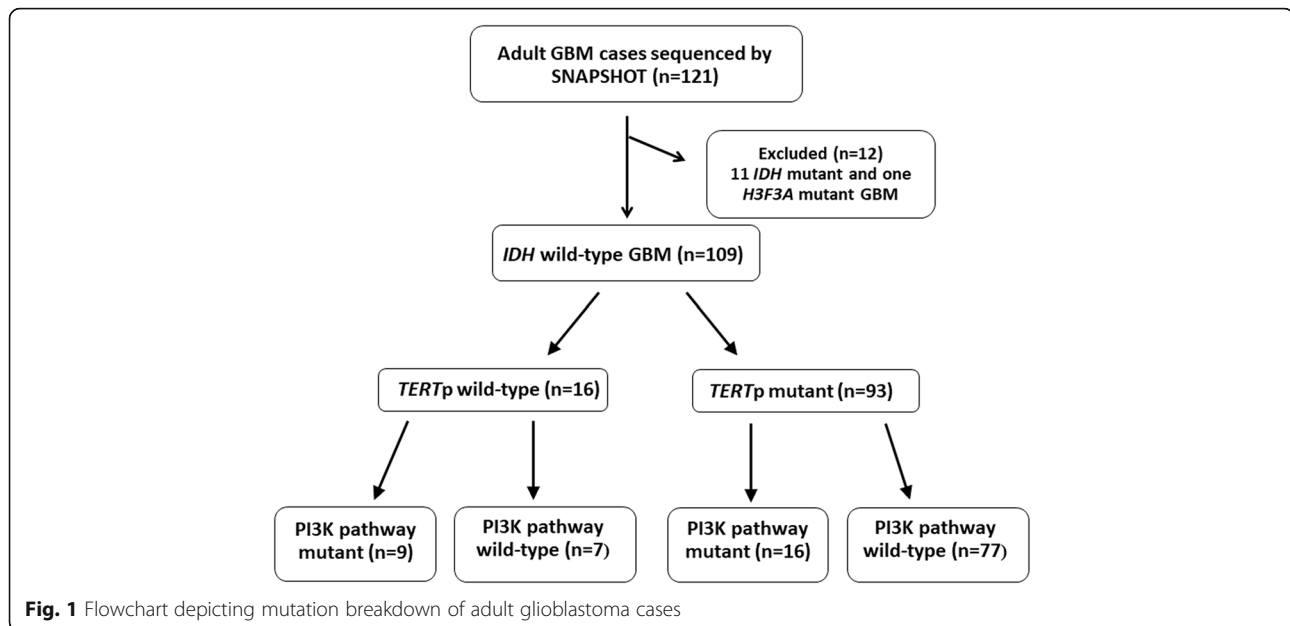 Adult GBM cases sequenced by
SNAPSHOT (n=121)
Excluded (n=12)
11 IDH mutant and one
H3F3A mutant GBM
IDH wild-type GBM (n=109)
TERTp wild-type (n=16)
TERTp mutant (n=93)
PI3K pathway
mutant (n=9)
PI3K pathway
wild-type (n=7)
PI3K pathway
mutant (n=16)
PI3K pathway
wild-type (n=77)
Fig. 1 Flowchart depicting mutation breakdown of adult glioblastoma cases